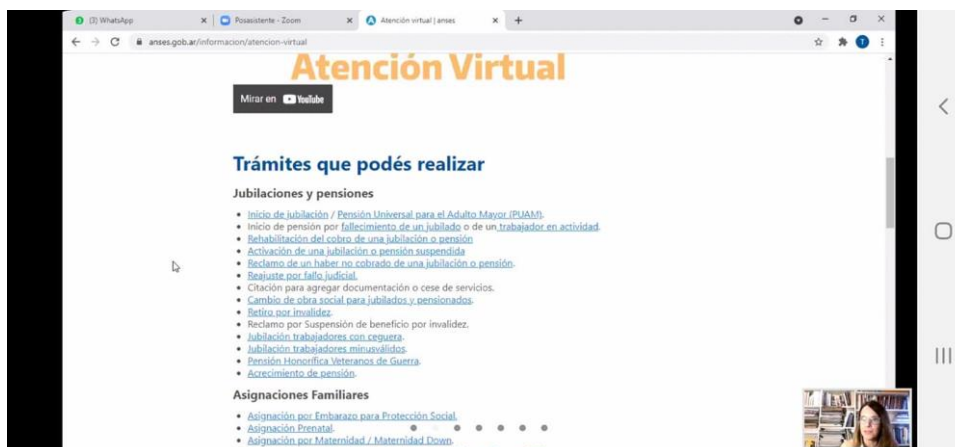 (3) WhatsApp
Posasistente - Zoom
Atención virtual | anses
anses.gob.ar/informacion/atencion-virtual
T
Atención Virtual
Mirar en YouTube
Trámites que podés realizar
Jubilaciones y pensiones
Inicio de jubilación / Pensión Universal para el Adulto Mayor (PUAM).
Inicio de pensión por fallecimiento de un jubilado o de un trabajador en actividad.
Rehabilitación del cobro de una jubilación o pensión
Activación de una jubilación o pensión suspendida
Reclamo de un haber no cobrado de una jubilación o pensión.
Reajuste por fallo judicial.
Citación para agregar documentación o cese de servicios.
Cambio de obra social para jubilados y pensionados.
Retiro por invalidez.
Reclamo por Suspensión de beneficio por invalidez.
Jubilación trabajadores con ceguera.
Jubilación trabajadores minusválidos.
Pensión Honorífica Veteranos de Guerra.
Acrecimiento de pensión.
Asignaciones Familiares
Asignación por Embarazo para Protección Social.
Asignación Prenatal.
Asignación por Maternidad / Maternidad Down.